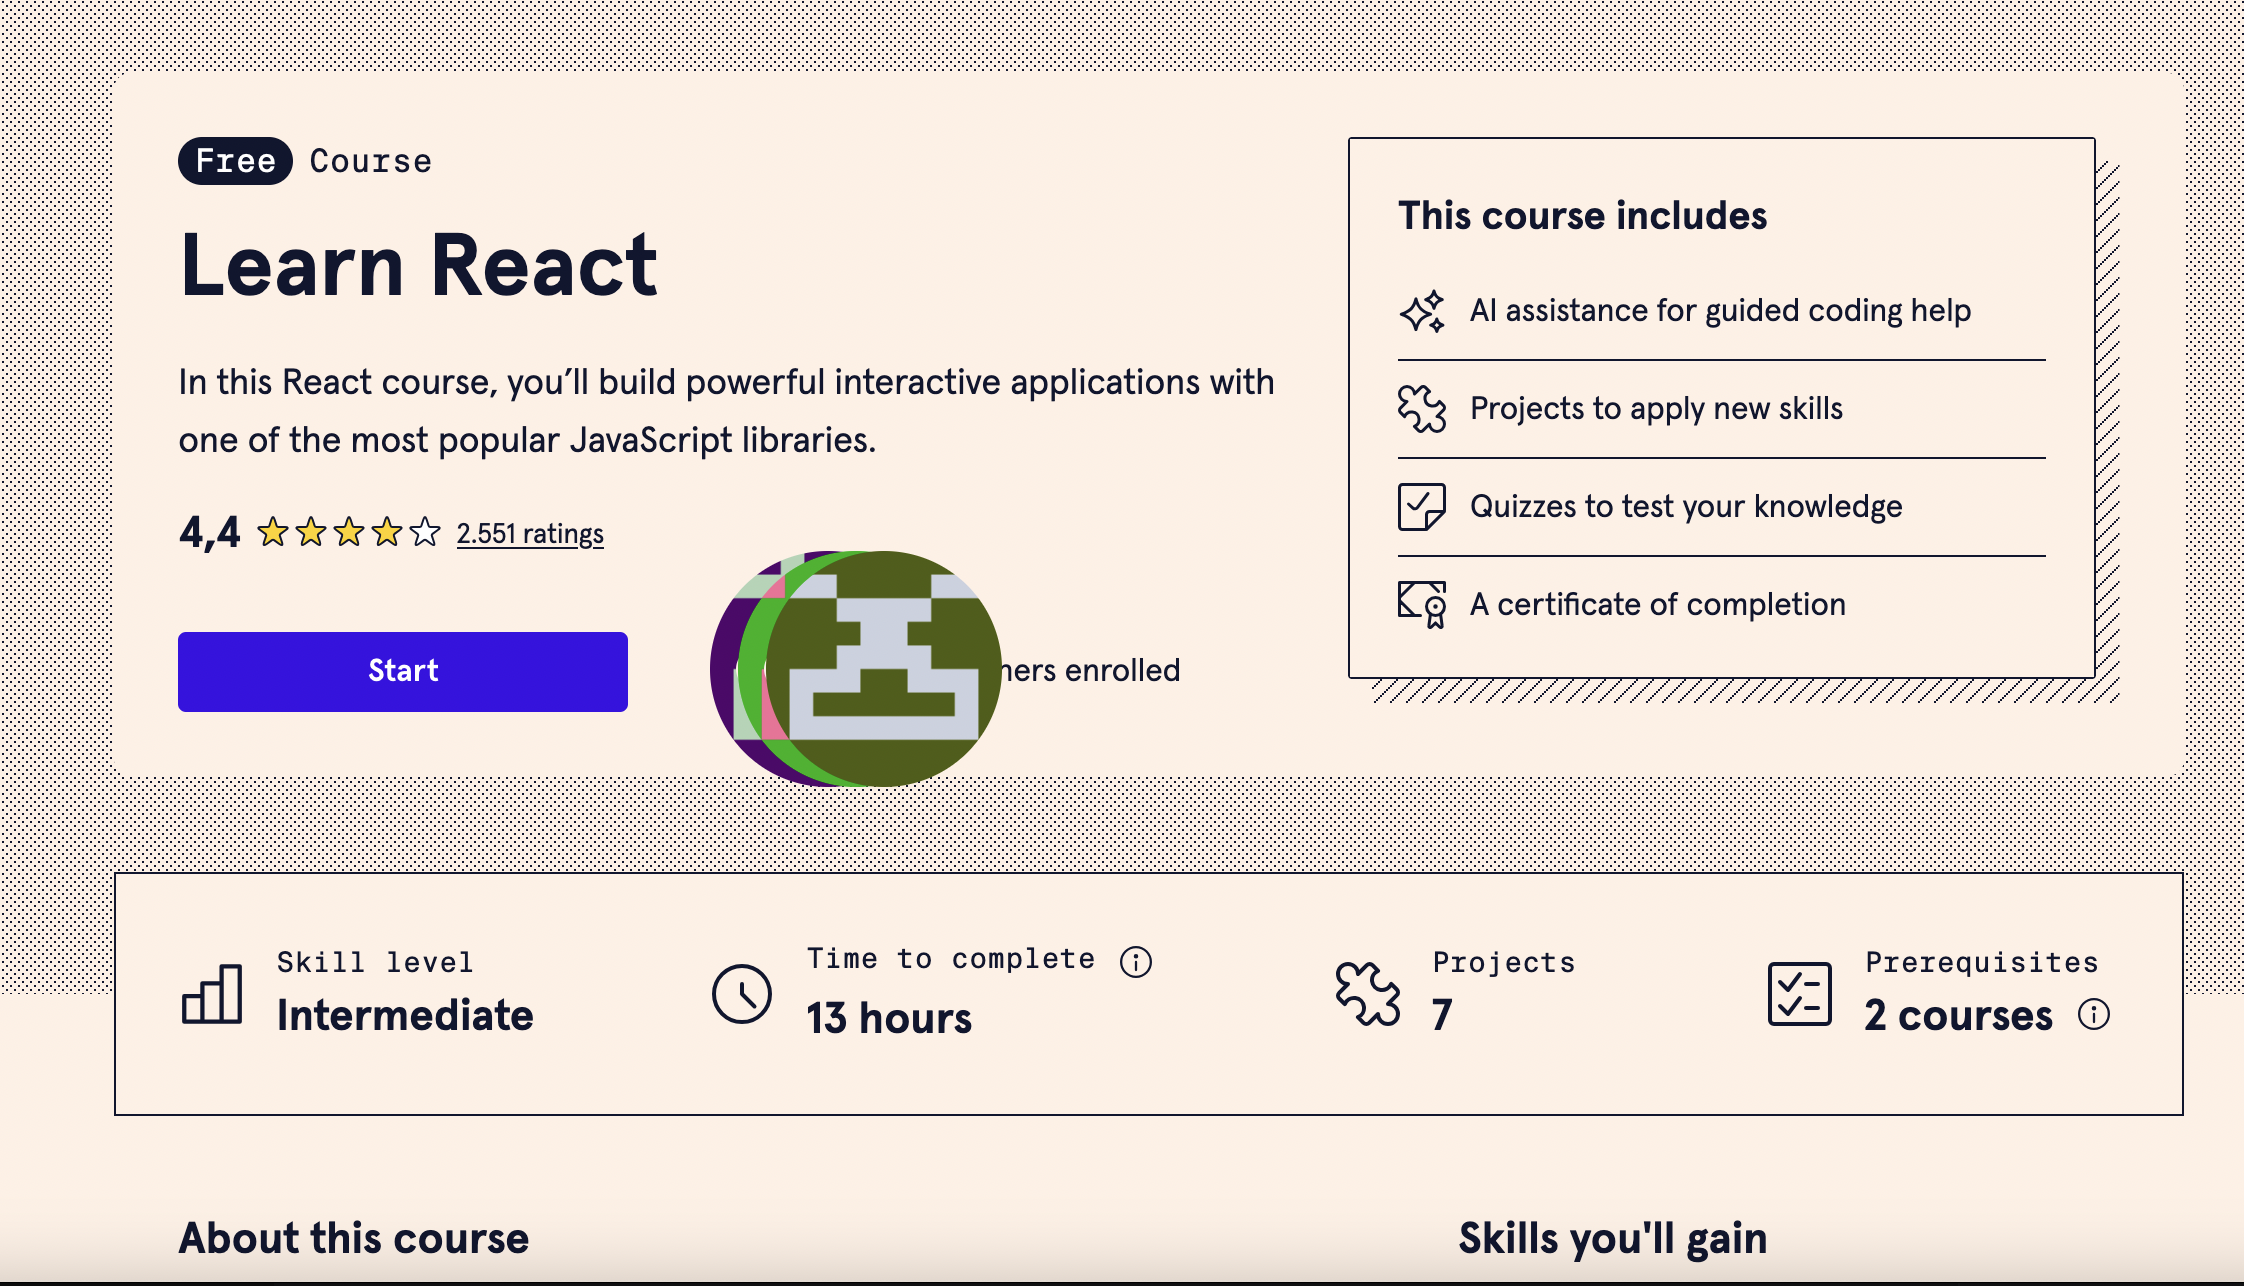 Free Course
Learn React
In this React course, you’ll build powerful interactive applications with
one of the most popular JavaScript libraries.
4,4 2.551 ratings
Start
enrolled
This course includes
AI assistance for guided coding help
Projects to apply new skills
Quizzes to test your knowledge
A certificate of completion
Skill level
Intermediate
Time to complete
13 hours
Projects
7
Prerequisites
2 courses
About this course
Skills you'll gain